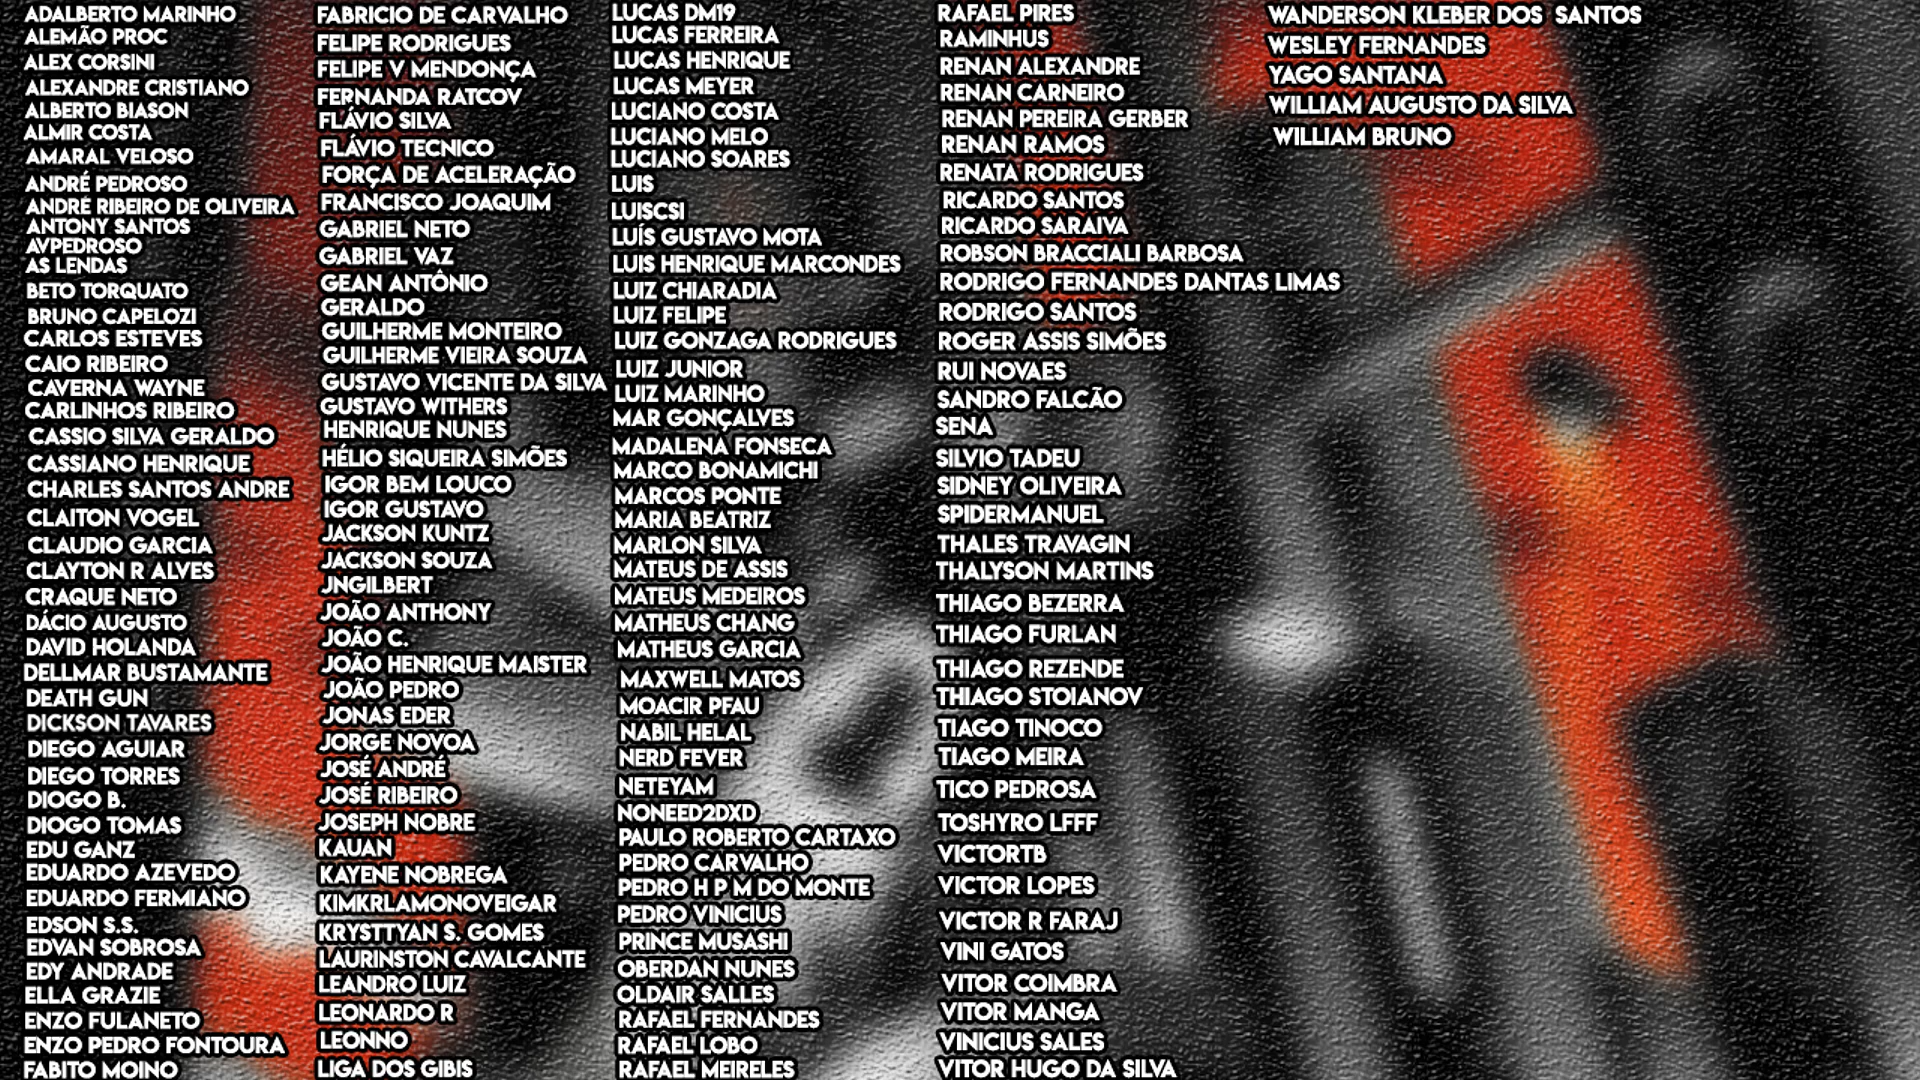 ADALBERTO MARINHO
ALEMÃO PROC
ALEX CORSINI
ALEXANDRE CRISTIANO
ALBERTO BIASON
ALMIR COSTA
AMARAL VELOSO
ANDRÉ PEDROSO
ANDRÉ RIBEIRO DE OLIVEIRA
ANTONY SANTOS
AVPEDROSO
AS LENDAS
BETO TORQUATO
BRUNO CAPELOZI
CARLOS ESTEVES
CAIO RIBEIRO
CAVERNA WAYNE
CARLINHOS RIBEIRO
CASSIO SILVA GERALDO
CASSIANO HENRIQUE
CHARLES SANTOS ANDRE
CLAITON VOGEL
CLAUDIO GARCIA
CLAYTON R ALVES
CRAQUE NETO
DÁCIO AUGUSTO
DAVID HOLANDA
DELLMAR BUSTAMANTE
DEATH GUN
DICKSON TAVARES
DIEGO AGUIAR
DIEGO TORRES
DIOGO B.
DIOGO TOMAS
EDU GANZ
EDUARDO AZEVEDO
EDUARDO FERMIANO
EDSON S.S.
EDVAN SOBROSA
EDY ANDRADE
ELLA GRAZIE
ENZO FULANETO
ENZO PEDRO FONTOURA
FABITO MOINO
FABRICIO DE CARVALHO
FELIPE RODRIGUES
FELIPE V MENDONÇA
FERNANDA RATCOV
FLÁVIO SILVA
FLÁVIO TECNICO
FORÇA DE ACELERAÇÃO
FRANCISCO JOAQUIM
GABRIEL NETO
GABRIEL VAZ
GEAN ANTÔNIO
GERALDO
GUILHERME MONTEIRO
GUILHERME VIEIRA SOUZA
GUSTAVO VICENTE DA SILVA
GUSTAVO WITHERS
HENRIQUE NUNES
HÉLIO SIQUEIRA SIMÕES
IGOR BEM LOUCO
IGOR GUSTAVO
JACKSON KUNTZ
JACKSON SOUZA
JNGILBERT
JOÃO ANTHONY
JOÃO C.
JOÃO HENRIQUE MAISTER
JOÃO PEDRO
JONAS EDER
JORGE NOVOA
JOSÉ ANDRÉ
JOSÉ RIBEIRO
JOSEPH NOBRE
KAUAN
KAYENE NOBREGA
KIMKRLAMONOVEIGAR
KRYSTTYAN S. GOMES
LAURINSTON CAVALCANTE
LEANDRO LUIZ
LEONARDO R
LEONNO
LIGA DOS GIBIS
LUCAS DM19
LUCAS FERREIRA
LUCAS HENRIQUE
LUCAS MEYER
LUCIANO COSTA
LUCIANO MELO
LUCIANO SOARES
LUIS
LUISCSI
LUÍS GUSTAVO MOTA
LUIS HENRIQUE MARCONDES
LUIZ CHIARADIA
LUIZ FELIPE
LUIZ GONZAGA RODRIGUES
LUIZ JUNIOR
LUIZ MARINHO
MAR GONÇALVES
MADALENA FONSECA
MARCO BONAMICHI
MARCOS PONTE
MARIA BEATRIZ
MARLON SILVA
MATEUS DE ASSIS
MATEUS MEDEIROS
MATHEUS CHANG
MATHEUS GARCIA
MAXWELL MATOS
MOACIR PFAU
NABIL HELAL
NERD FEVER
NETEYAM
NONEED2DXD
PAULO ROBERTO CARTAXO
PEDRO CARVALHO
PEDRO H P M DO MONTE
PEDRO VINICIUS
PRINCE MUSASHI
OBERDAN NUNES
OLDAIR SALLES
RAFAEL FERNANDES
RAFAEL LOBO
RAFAEL MEIRELES
RAFAEL PIRES
RAMINHUS
RENAN ALEXANDRE
RENAN CARNEIRO
RENAN PEREIRA GERBER
RENAN RAMOS
RENATA RODRIGUES
RICARDO SANTOS
RICARDO SARAIVA
ROBSON BRACCIALI BARBOSA
RODRIGO FERNANDES DANTAS LIMAS
RODRIGO SANTOS
ROGER ASSIS SIMÕES
RUI NOVAES
SANDRO FALCÃO
SENA
SILVIO TADEU
SIDNEY OLIVEIRA
SPIDERMANUEL
THALES TRAVAGIN
THALYSON MARTINS
THIAGO BEZERRA
THIAGO FURLAN
THIAGO REZENDE
THIAGO STOIANOV
TIAGO TINOCO
TIAGO MEIRA
TICO PEDROSA
TOSHYRO LFFF
VICTORTB
VICTOR LOPES
VICTOR R FARAJ
VINI GATOS
VITOR COIMBRA
VITOR MANGA
VINICIUS SALES
VITOR HUGO DA SILVA
WANDERSON KLEBER DOS SANTOS
WESLEY FERNANDES
YAGO SANTANA
WILLIAM AUGUSTO DA SILVA
WILLIAM BRUNO